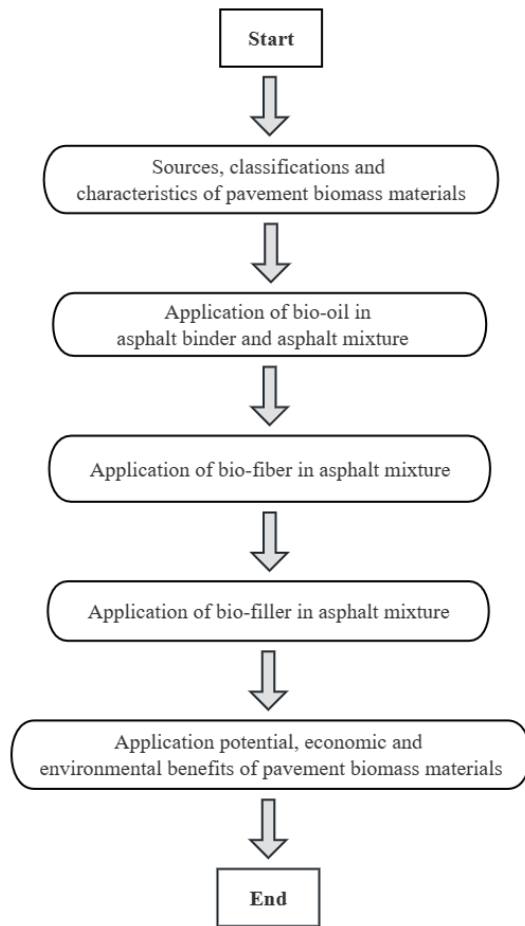 Start
Sources, classifications and
characteristics of pavement biomass materials
Application of bio-oil in
asphalt binder and asphalt mixture
Application of bio-fiber in asphalt mixture
Application of bio-filler in asphalt mixture
Application potential, economic and
environmental benefits of pavement biomass materials
End